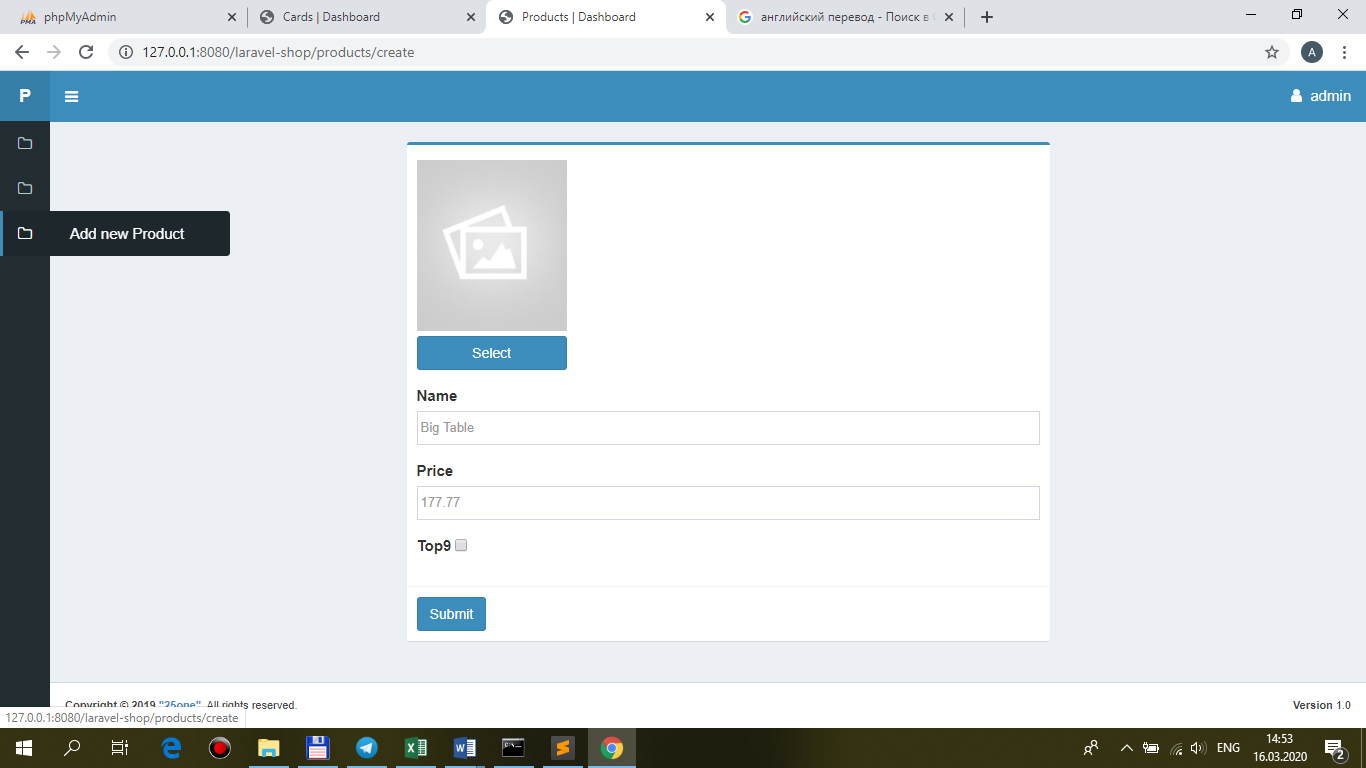 phpMyAdmin
Cards | Dashboard
Products | Dashboard
английский перевод - Поиск в
127.0.0.1:8080/laravel-shop/products/create
A
P
admin
Add new Product
Select
Name
Big Table
Price
177.77
Top9
Submit
Copyright © 2019 "25one". All rights reserved.
Version 1.0
127.0.0.1:8080/laravel-shop/products/create
ENG
14:53
16.03.2020
2